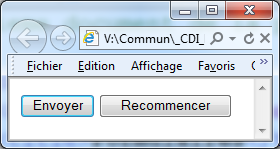 V:\Commun\_CDI_
Fichier Edition Affichage Favoris
Envoyer Recommencer